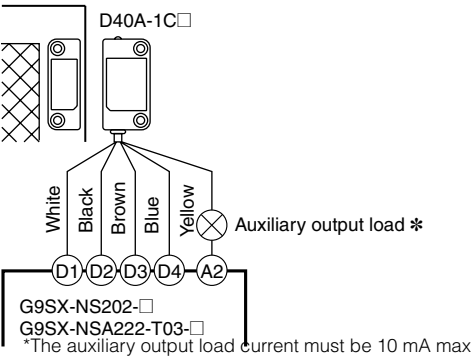 D40A-1C□
White
Black
Brown
Blue
Yellow
Auxiliary output load *
D1 D2 D3 D4 A2
G9SX-NS202-□
G9SX-NSA222-T03-□
*The auxiliary output load current must be 10 mA max